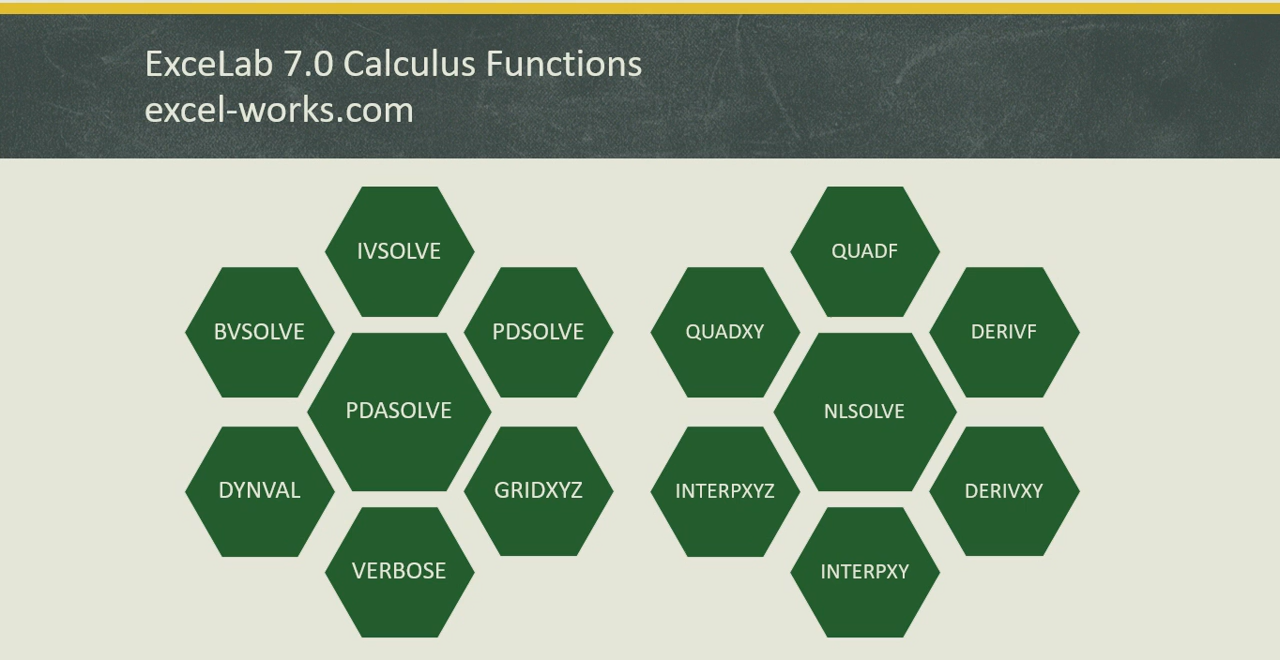 ExceLab 7.0 Calculus Functions
excel-works.com
IVSOLVE
BVSOLVE
PDSOLVE
PDASOLVE
DYNVAL
GRIDXYZ
VERBOSE
QUADF
QUADXY
DERIVF
NLSOLVE
INTERPXYZ
DERIVXY
INTERPXY